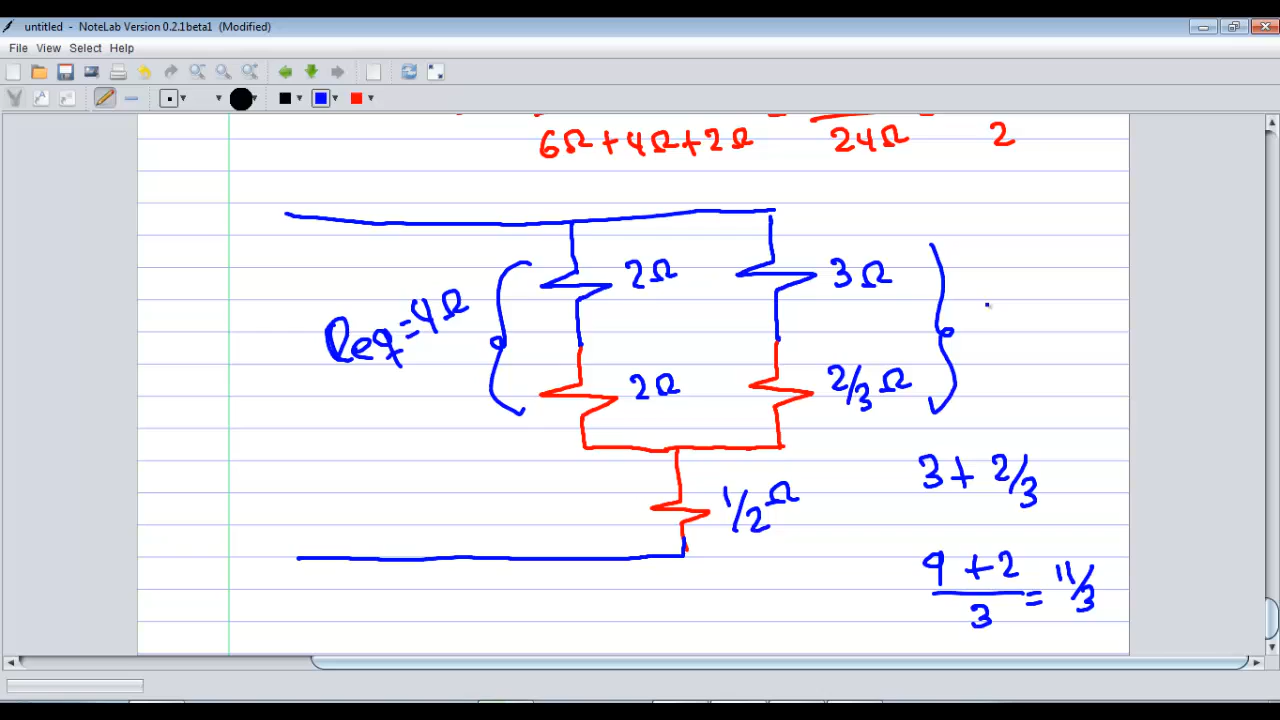 untitled - NoteLab Version 0.2.1beta1 (Modified)
File View Select Help
6Ω+4Ω+2Ω 24Ω 2
2Ω 3Ω
Req=4Ω
2Ω 2/3Ω
3 + 2/3
1/2Ω
9 + 2
= 11/3
3